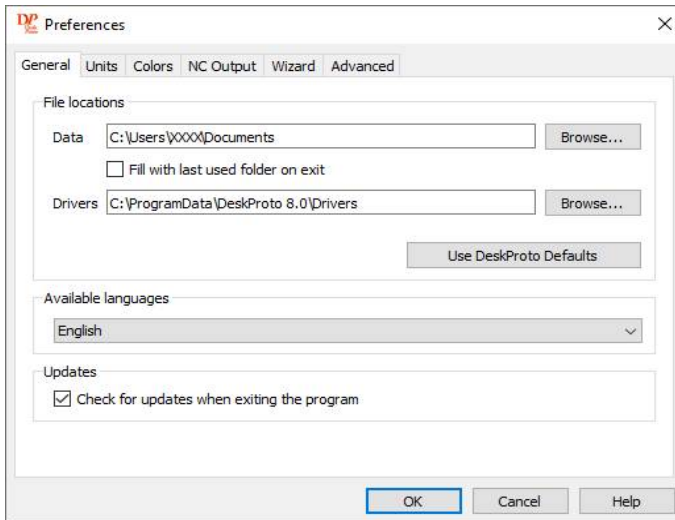 DP Preferences
General Units Colors NC Output Wizard Advanced
File locations
Data C:\Users\XXXX\Documents Browse...
Fill with last used folder on exit
Drivers C:\ProgramData\DeskProto 8.0\Drivers Browse...
Use DeskProto Defaults
Available languages
English
Updates
Check for updates when exiting the program
OK Cancel Help